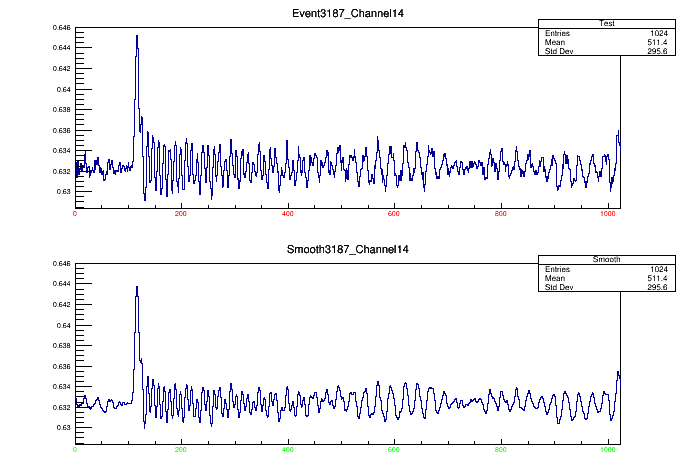 Event3187_Channel14
Test
Entries 1024
Mean 511.4
Std Dev 295.6
0.646
0.644
0.642
0.64
0.638
0.636
0.634
0.632
0.63
0 200 400 600 800 1000
Smooth3187_Channel14
Smooth
Entries 1024
Mean 511.4
Std Dev 295.6
0.646
0.644
0.642
0.64
0.638
0.636
0.634
0.632
0.63
0 200 400 600 800 1000